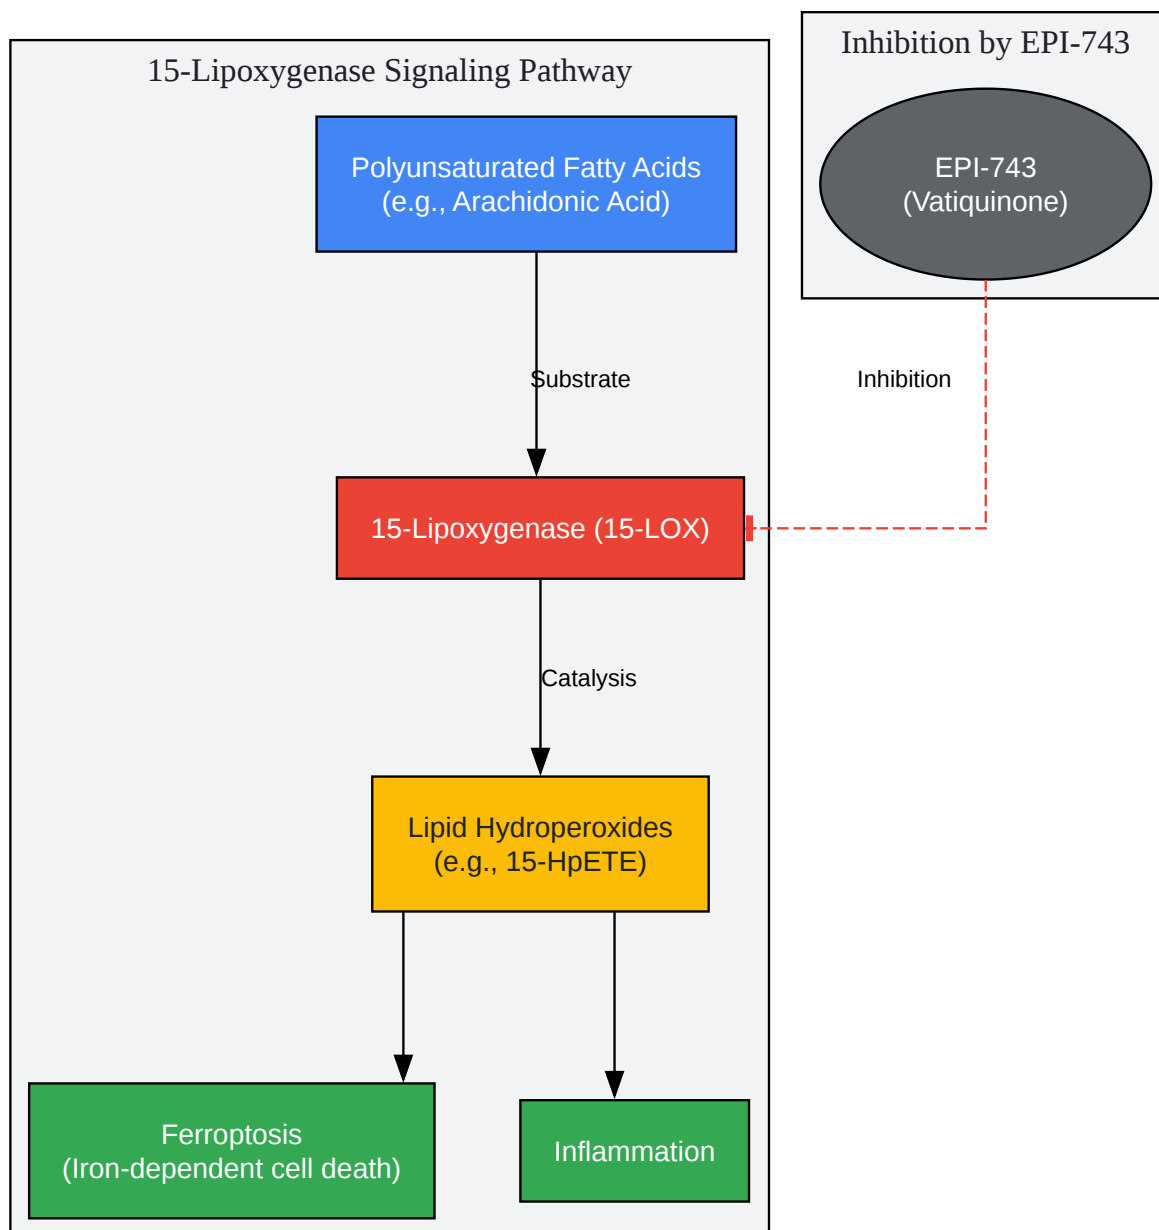 15-Lipoxygenase Signaling Pathway
Inhibition by EPI-743
Polyunsaturated Fatty Acids
(e.g., Arachidonic Acid)
EPI-743
(Vatiquinone)
Substrate
Inhibition
15-Lipoxygenase (15-LOX)
Catalysis
Lipid Hydroperoxides
(e.g., 15-HpETE)
Ferroptosis
(Iron-dependent cell death)
Inflammation